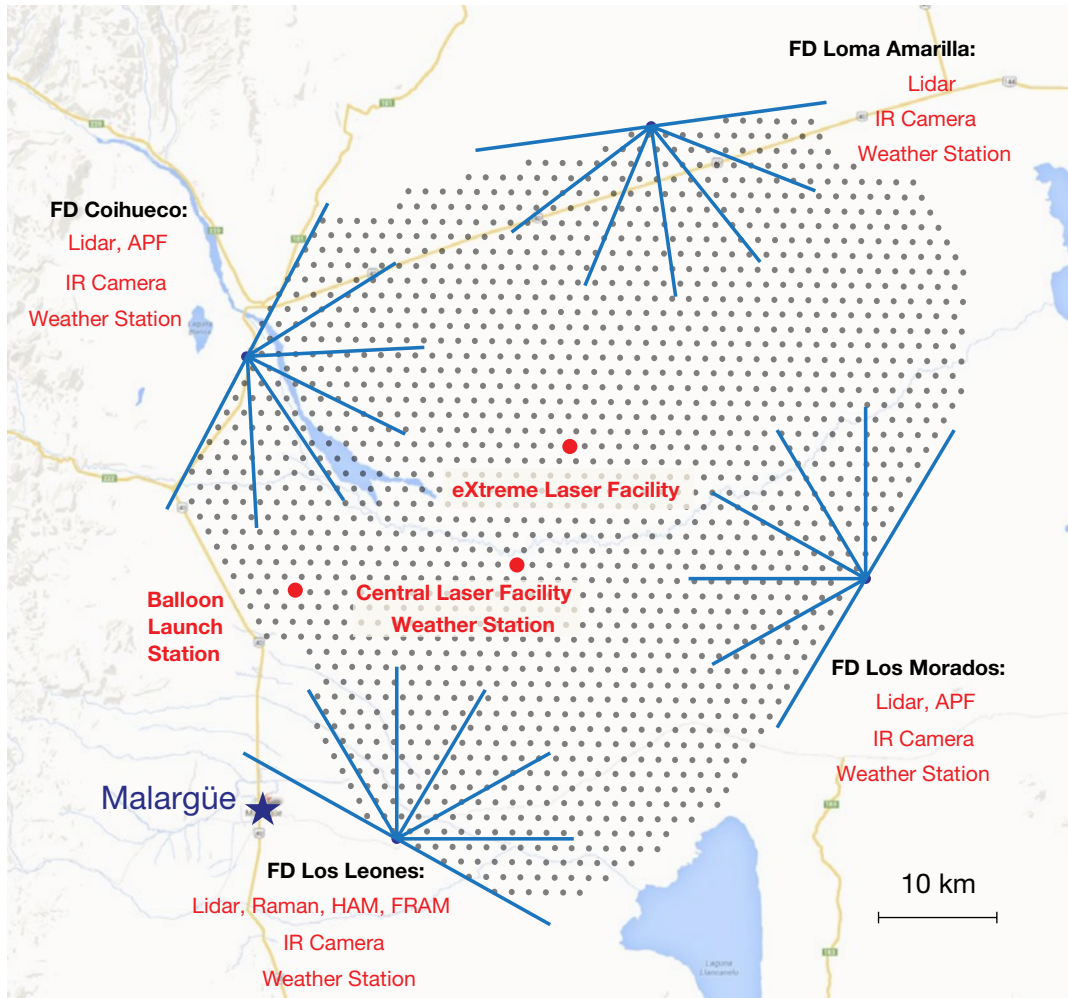 FD Loma Amarilla:
Lidar
IR Camera
Weather Station
FD Coihueco:
Lidar, APF
IR Camera
Weather Station
eXtreme Laser Facility
Balloon
Launch
Station
Central Laser Facility
Weather Station
FD Los Morados:
Lidar, APF
IR Camera
Weather Station
Malargüe
FD Los Leones:
Lidar, Raman, HAM, FRAM
IR Camera
Weather Station
10 km
Laguna
Llancanelo